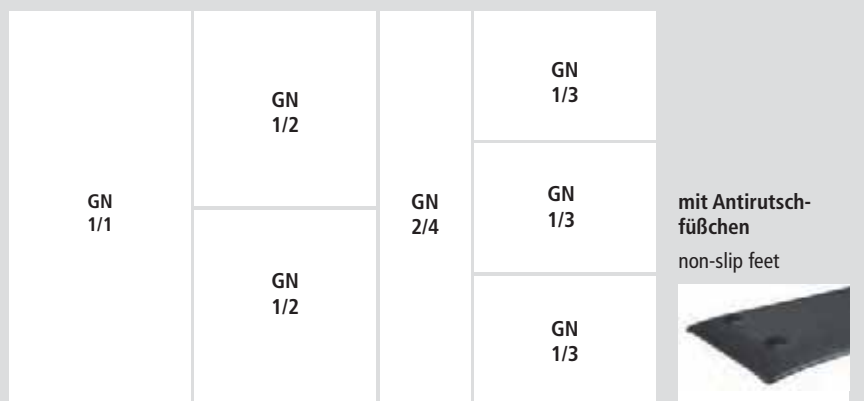 GN
1/1
GN
1/2
GN
1/2
GN
2/4
GN
1/3
GN
1/3
GN
1/3
mit Antirutsch-
füßchen
non-slip feet